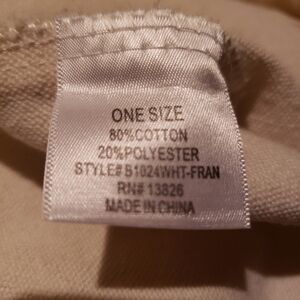 ONE SIZE
80%COTTON
20%POLYESTER
STYLE# B1024WHT-FRAN
RN# 13826
MADE IN CHINA